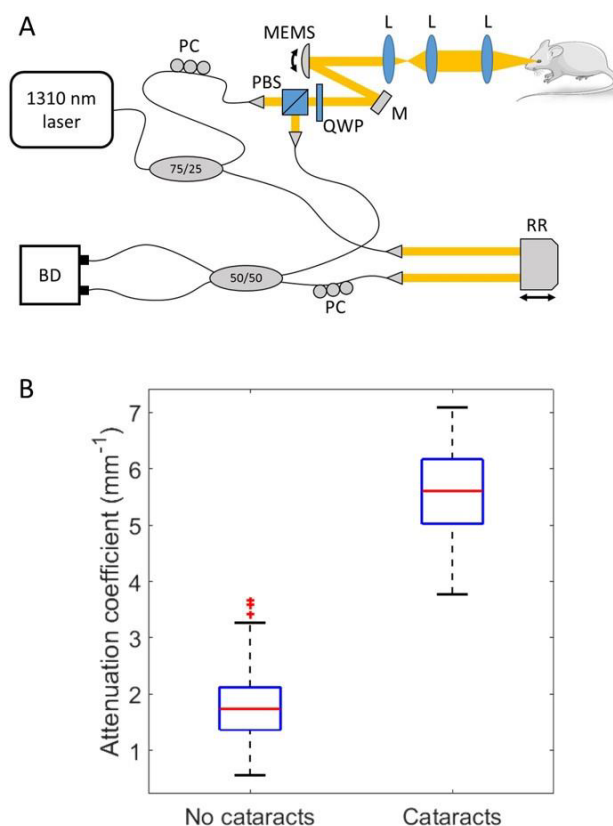 A
PC
MEMS
L
L
L
1310 nm
laser
PBS
QWP
M
75/25
RR
BD
50/50
PC
B
Attenuation coefficient (mm⁻¹)
7
6
5
4
3
2
1
No cataracts
Cataracts